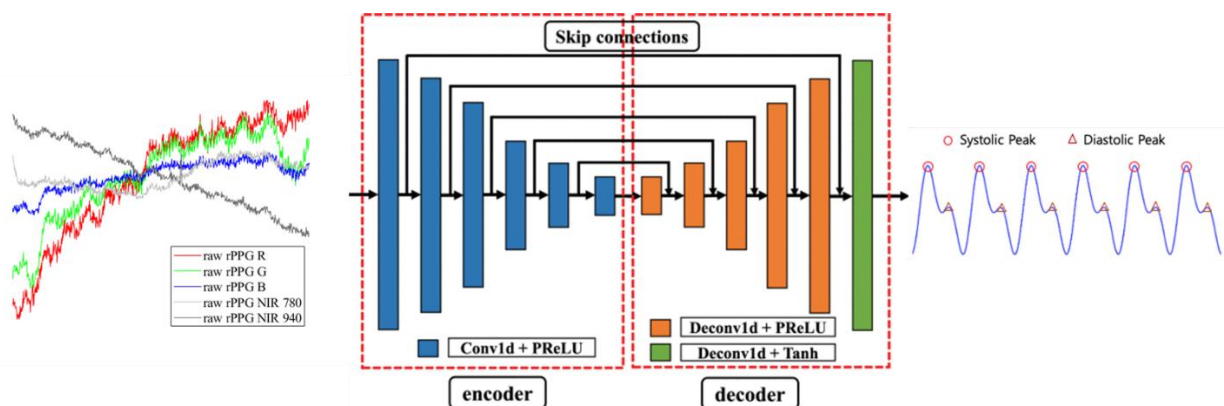 raw rPPG R
raw rPPG G
raw rPPG B
raw rPPG NIR 780
raw rPPG NIR 940
Skip connections
Conv1d + PReLU
Deconv1d + PReLU
Deconv1d + Tanh
encoder
decoder
Systolic Peak
Diastolic Peak